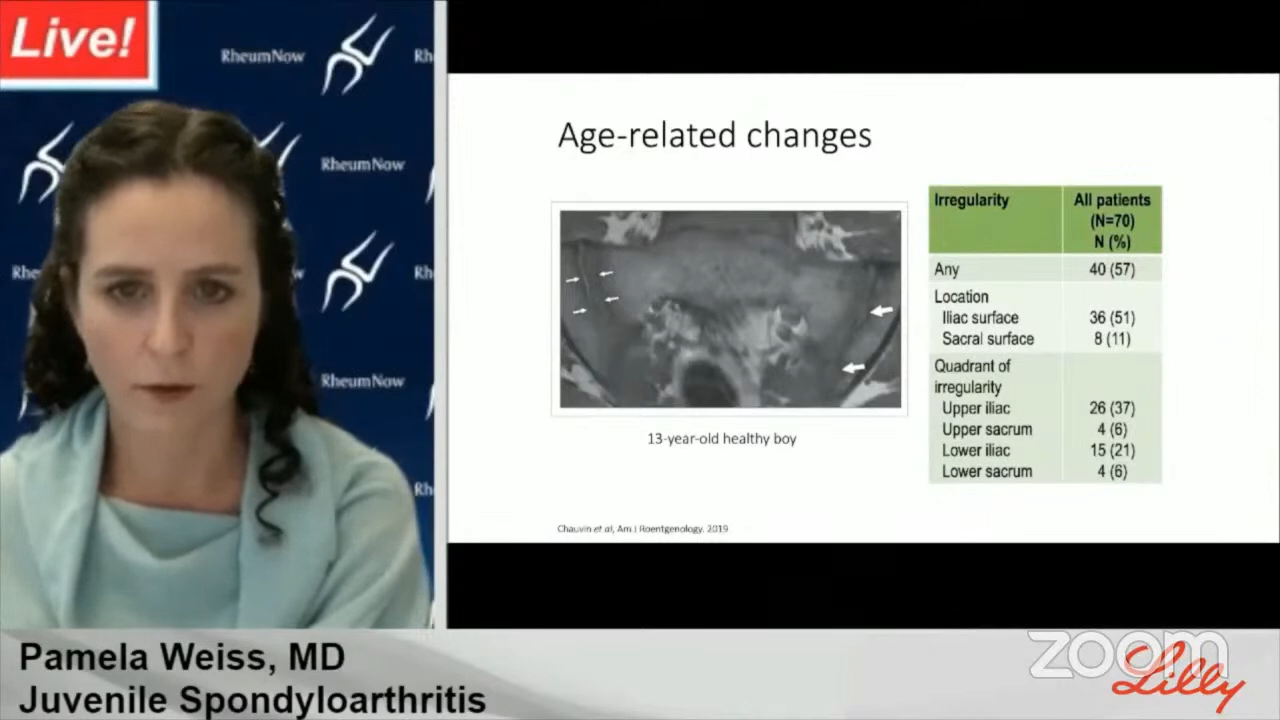 Live!
RheumNow
Rh
RheumNow
Rhe
RheumNow
Rh
Age-related changes
13-year-old healthy boy
Irregularity
All patients
(N=70)
N (%)
Any 40 (57)
Location
Iliac surface 36 (51)
Sacral surface 8 (11)
Quadrant of
irregularity
Upper iliac 26 (37)
Upper sacrum 4 (6)
Lower iliac 15 (21)
Lower sacrum 4 (6)
Chauvin et al, Am J Roentgenology. 2019
Pamela Weiss, MD
Juvenile Spondyloarthritis
zoom
Lilly